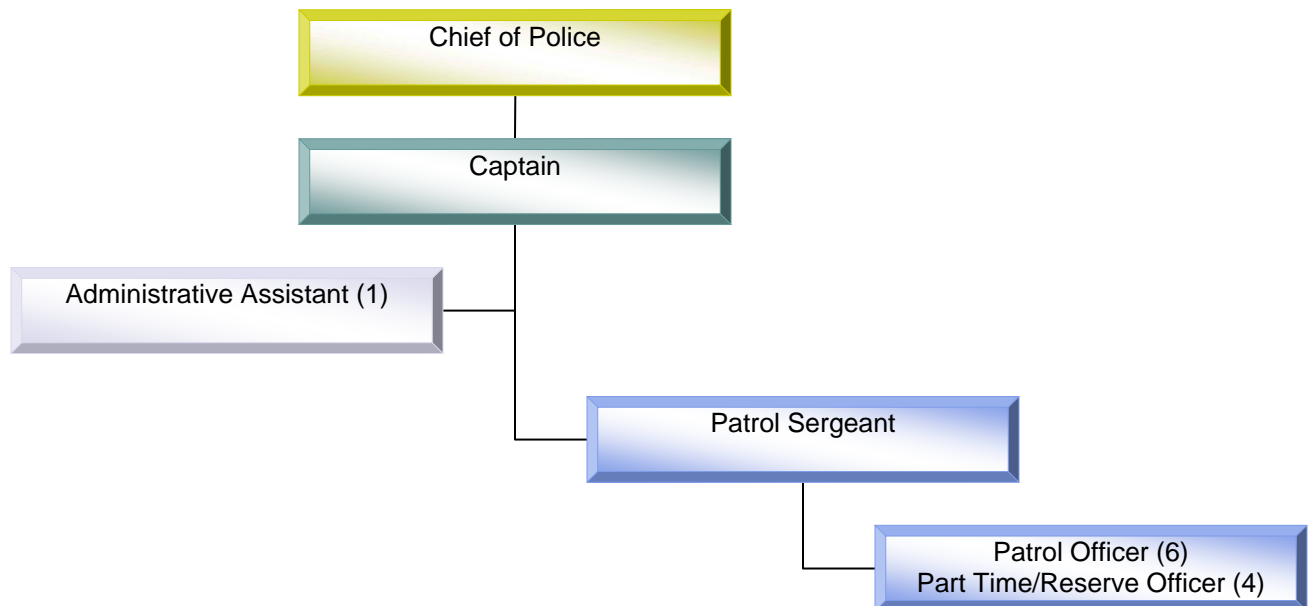 Chief of Police
Captain
Administrative Assistant (1)
Patrol Sergeant
Patrol Officer (6)
Part Time/Reserve Officer (4)